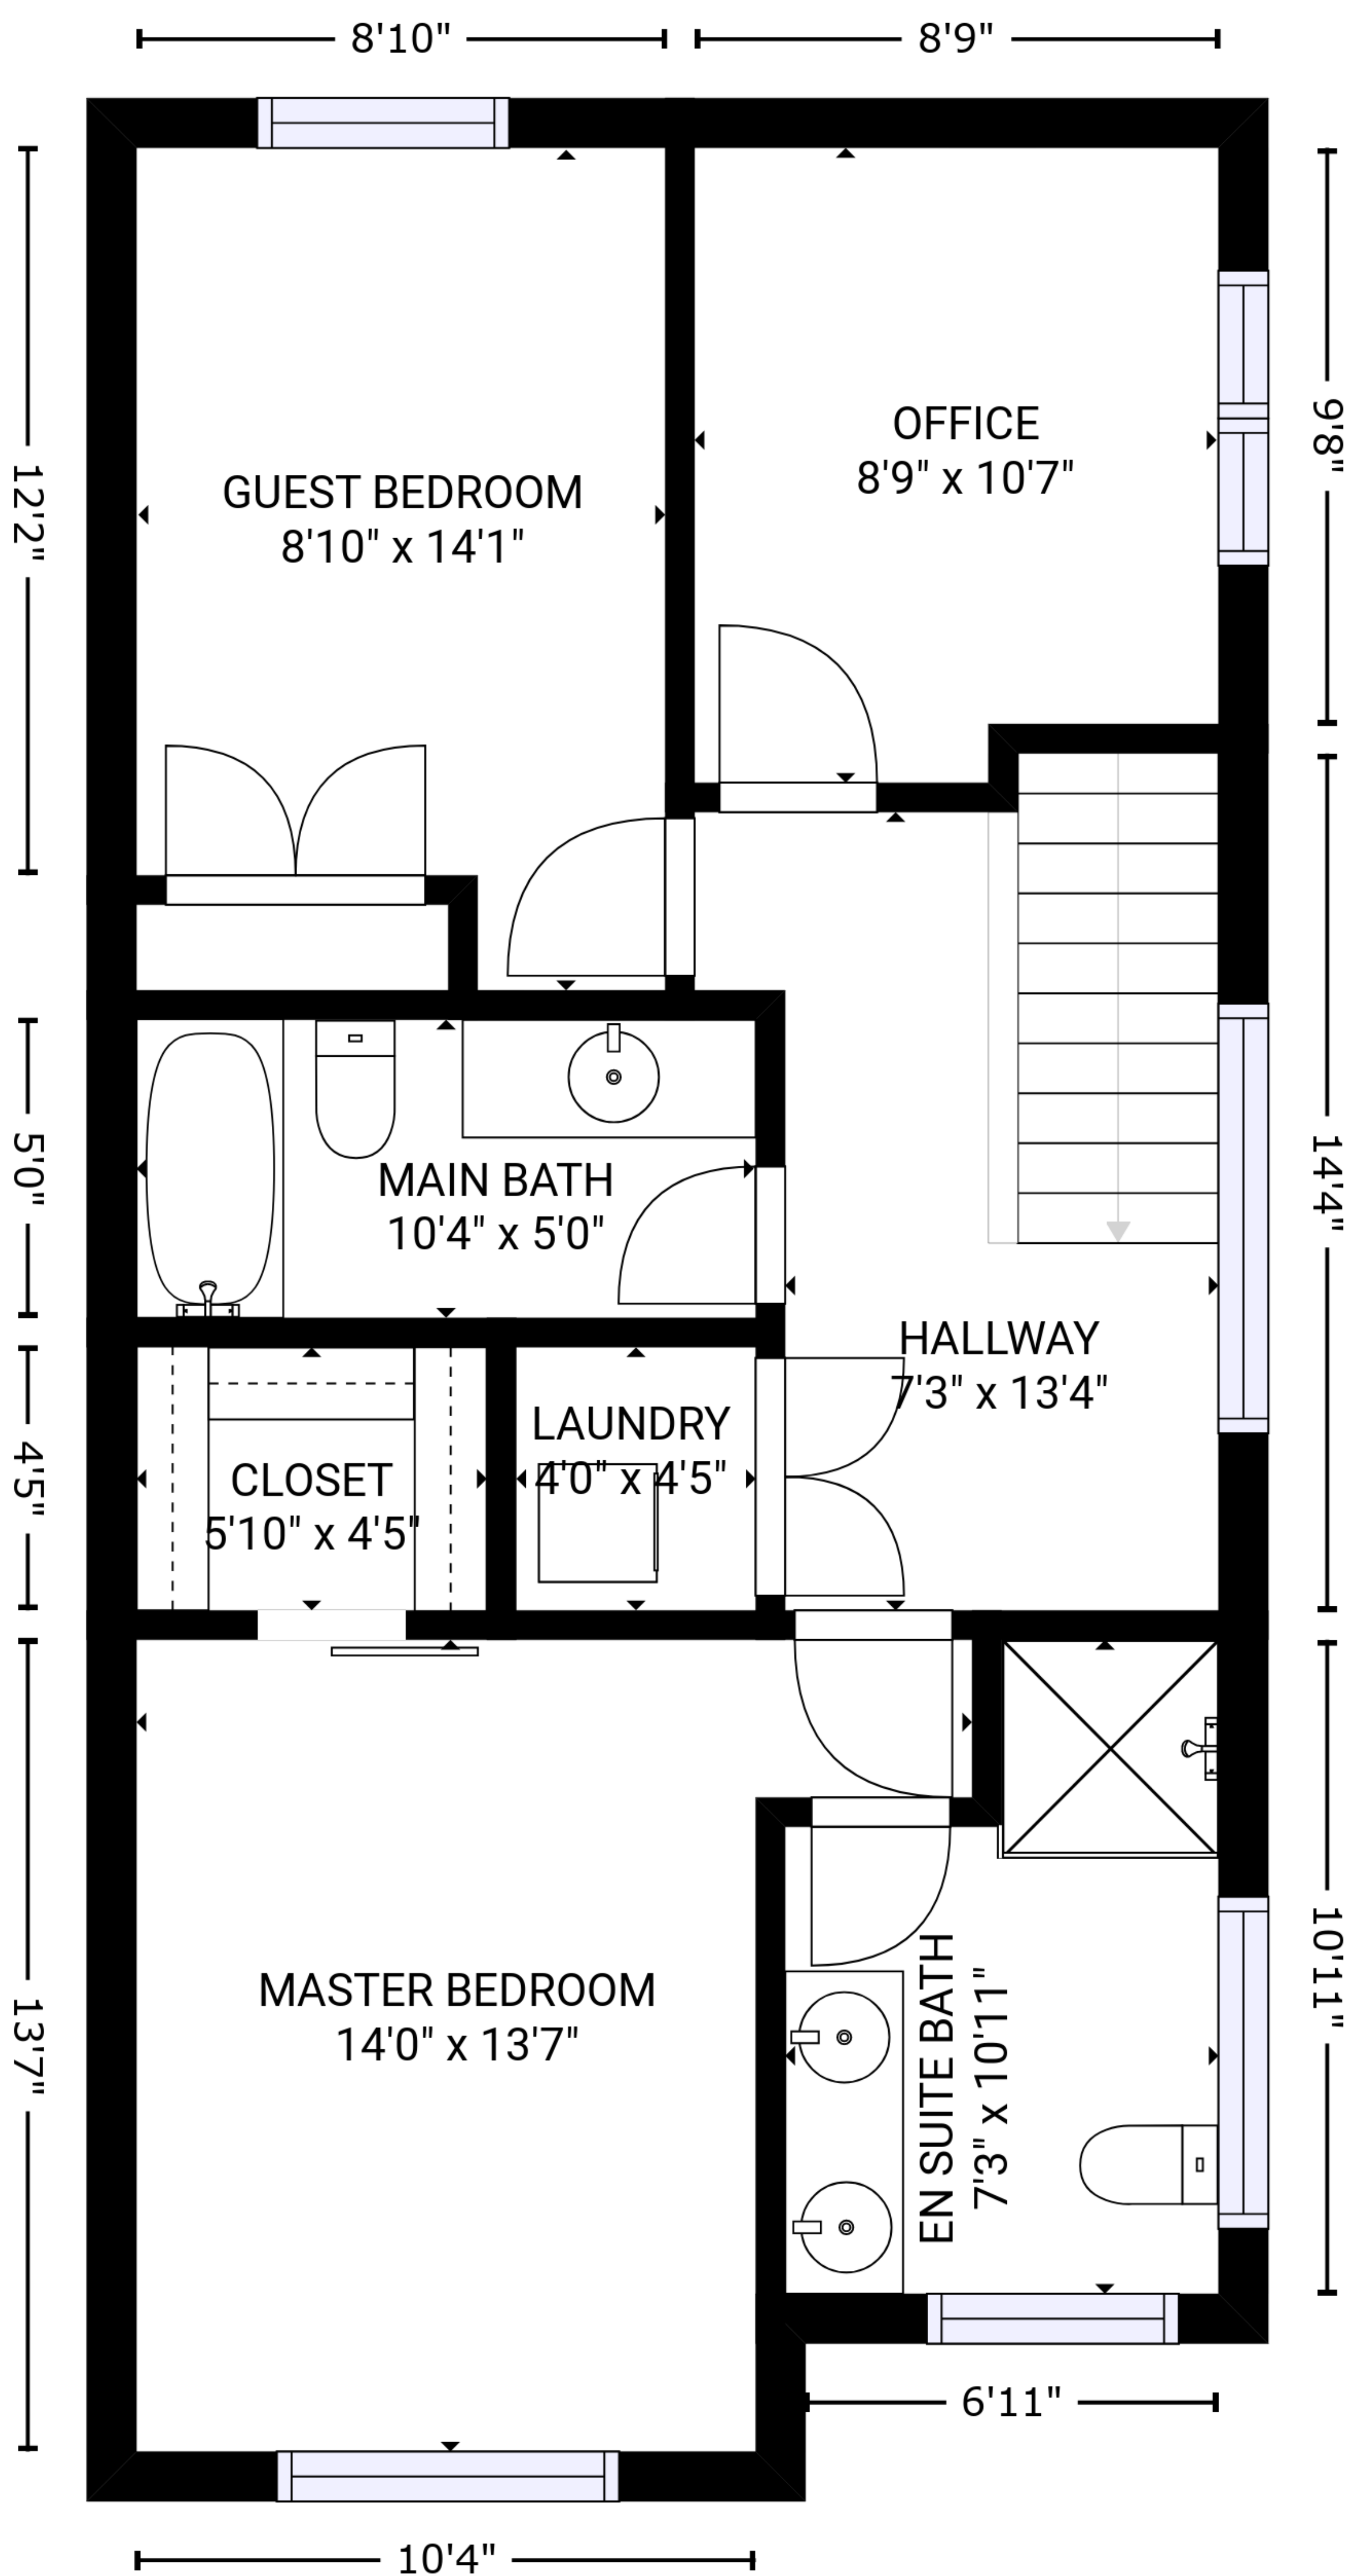 8'10"
8'9"
12'2"
9'8"
OFFICE
8'9" x 10'7"
GUEST BEDROOM
8'10" x 14'1"
5'0"
14'4"
MAIN BATH
10'4" x 5'0"
HALLWAY
7'3" x 13'4"
4'5"
LAUNDRY
4'0" x 4'5"
CLOSET
5'10" x 4'5"
13'7"
10'11"
MASTER BEDROOM
14'0" x 13'7"
EN SUITE BATH
7'3" x 10'11"
6'11"
10'4"